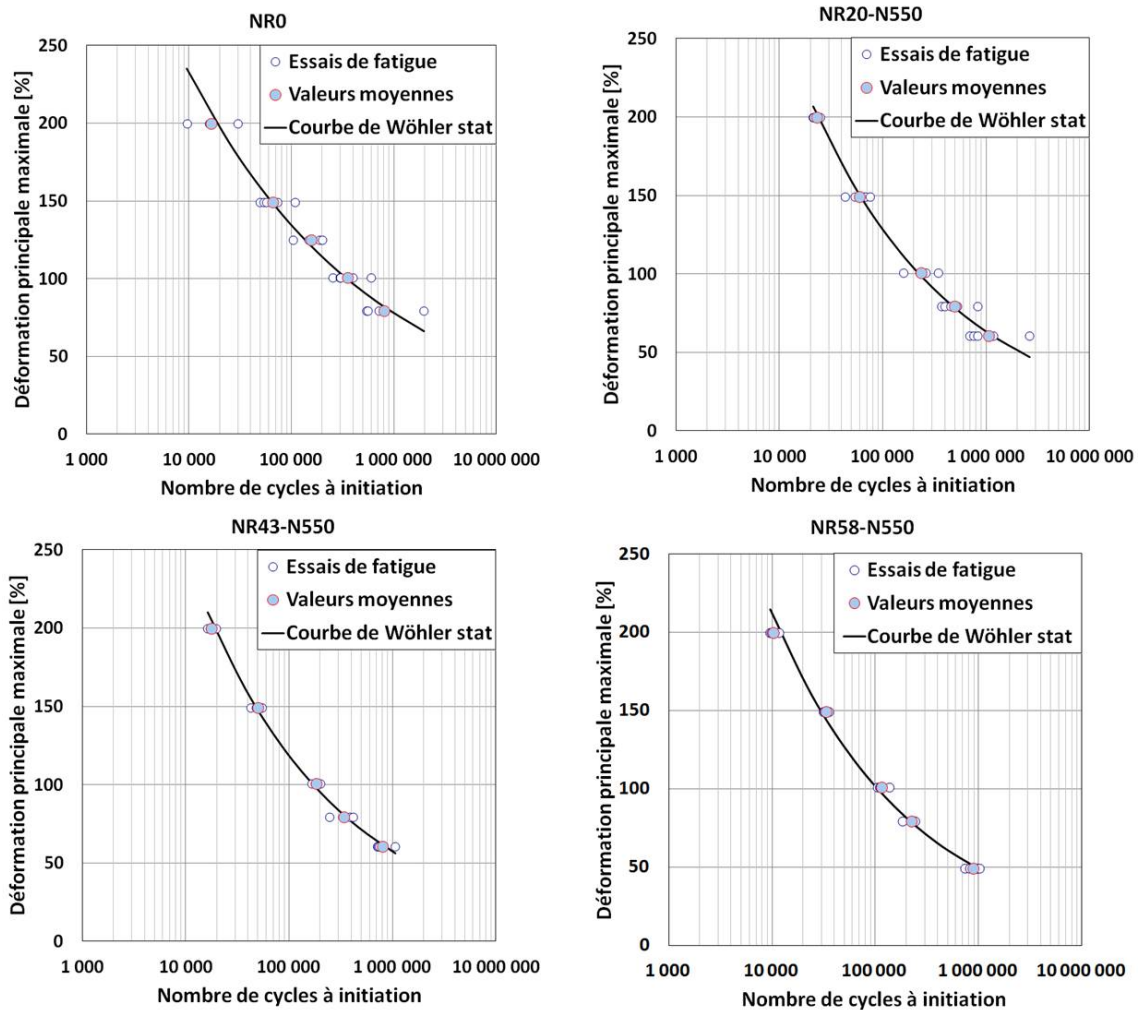 NR0
250
200
150
100
50
0
Déformation principale maximale [%]
Essais de fatigue
Valeurs moyennes
Courbe de Wöhler stat
1 000
10 000
100 000
1 000 000
10 000 000
Nombre de cycles à initiation
NR20-N550
250
200
150
100
50
0
Déformation principale maximale [%]
Essais de fatigue
Valeurs moyennes
Courbe de Wöhler stat
1 000
10 000
100 000
1 000 000
10 000 000
Nombre de cycles à initiation
NR43-N550
250
200
150
100
50
0
Déformation principale maximale [%]
Essais de fatigue
Valeurs moyennes
Courbe de Wöhler stat
1 000
10 000
100 000
1 000 000
10 000 000
Nombre de cycles à initiation
NR58-N550
250
200
150
100
50
0
Déformation principale maximale [%]
Essais de fatigue
Valeurs moyennes
Courbe de Wöhler stat
1 000
10 000
100 000
1 000 000
10 000 000
Nombre de cycles à initiation